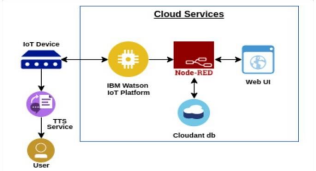 Cloud Services
IoT Device
Node-RED
IBM Watson
IoT Platform
Web UI
TTS
Service
Cloudant db
User